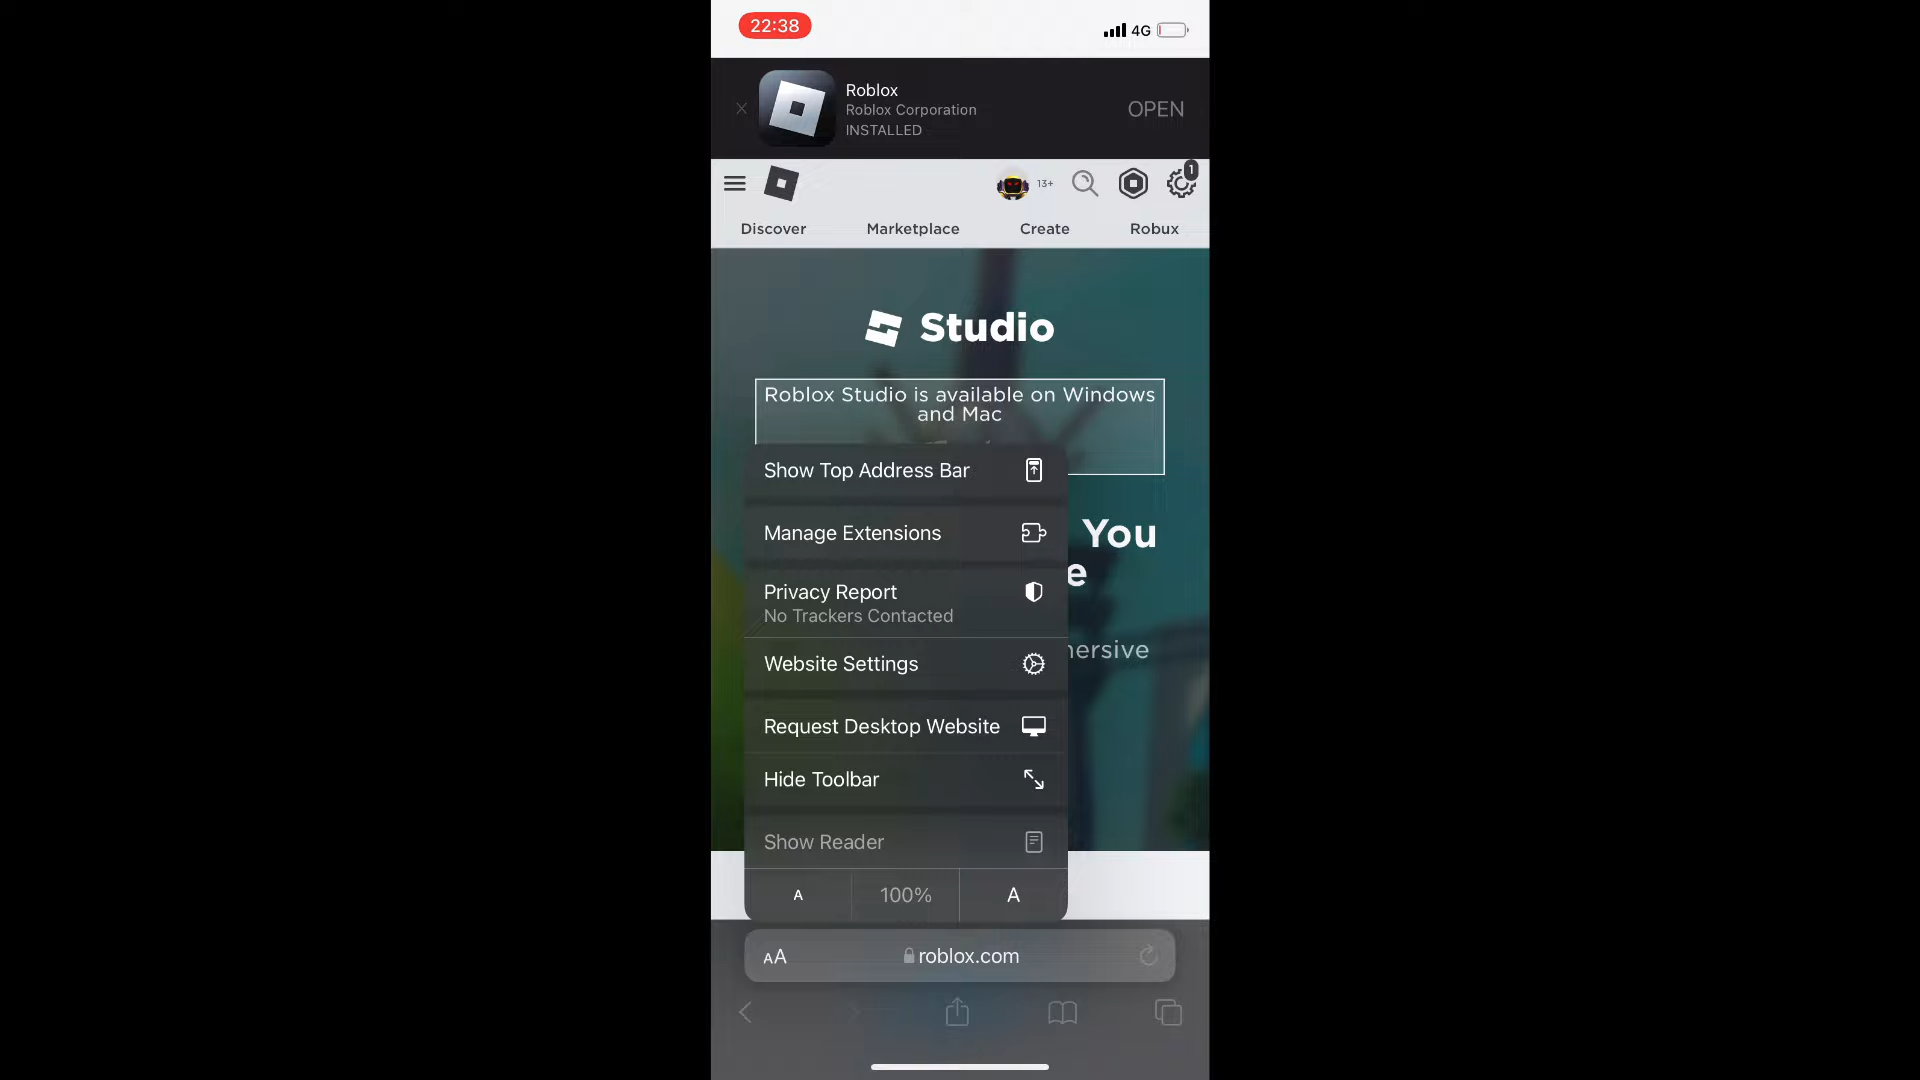 22:38
4G
Roblox
Roblox Corporation
INSTALLED
OPEN
13+
1
Discover Marketplace Create Robux
Studio
Roblox Studio is available on Windows
and Mac
Show Top Address Bar
Manage Extensions
You
e
Privacy Report
No Trackers Contacted
ersive
Website Settings
Request Desktop Website
Hide Toolbar
Show Reader
A 100% A
AA roblox.com